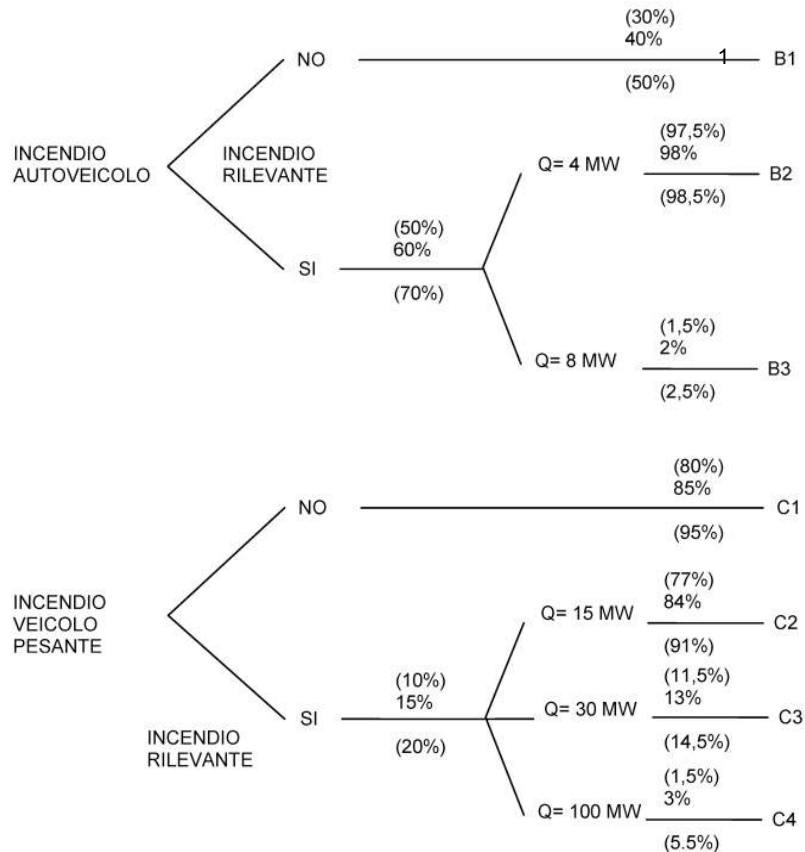 (30%)
40%
NO 1 B1
(50%)
INCENDIO
AUTOVEICOLO
INCENDIO
RILEVANTE
(97,5%)
98%
Q= 4 MW B2
(98,5%)
(50%)
60%
SI
(70%)
(1,5%)
2%
Q= 8 MW B3
(2,5%)
(80%)
85%
NO C1
(95%)
INCENDIO
VEICOLO
PESANTE
(77%)
84%
Q= 15 MW C2
(91%)
(10%)
15%
SI
(20%)
INCENDIO
RILEVANTE
(11,5%)
13%
Q= 30 MW C3
(14,5%)
(1,5%)
3%
Q= 100 MW C4
(5.5%)